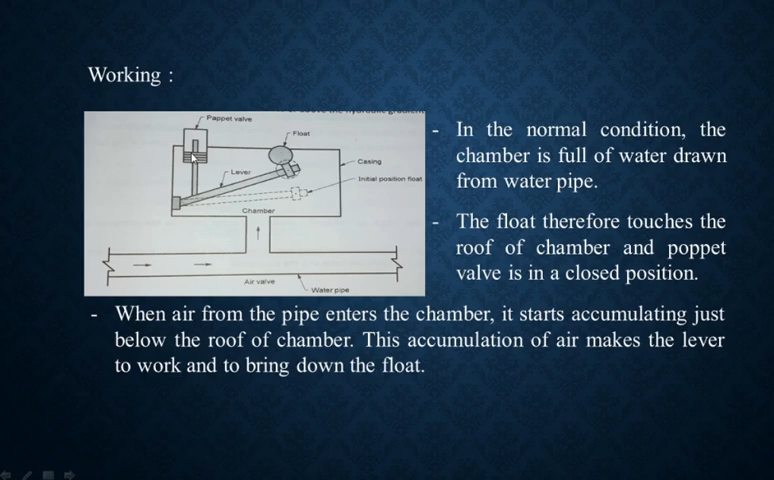 Working :
Pappet valve
Float
Casing
Lever
Initial position float
Chamber
Air valve
Water pipe
- In the normal condition, the
chamber is full of water drawn
from water pipe.
- The float therefore touches the
roof of chamber and poppet
valve is in a closed position.
- When air from the pipe enters the chamber, it starts accumulating just
below the roof of chamber. This accumulation of air makes the lever
to work and to bring down the float.